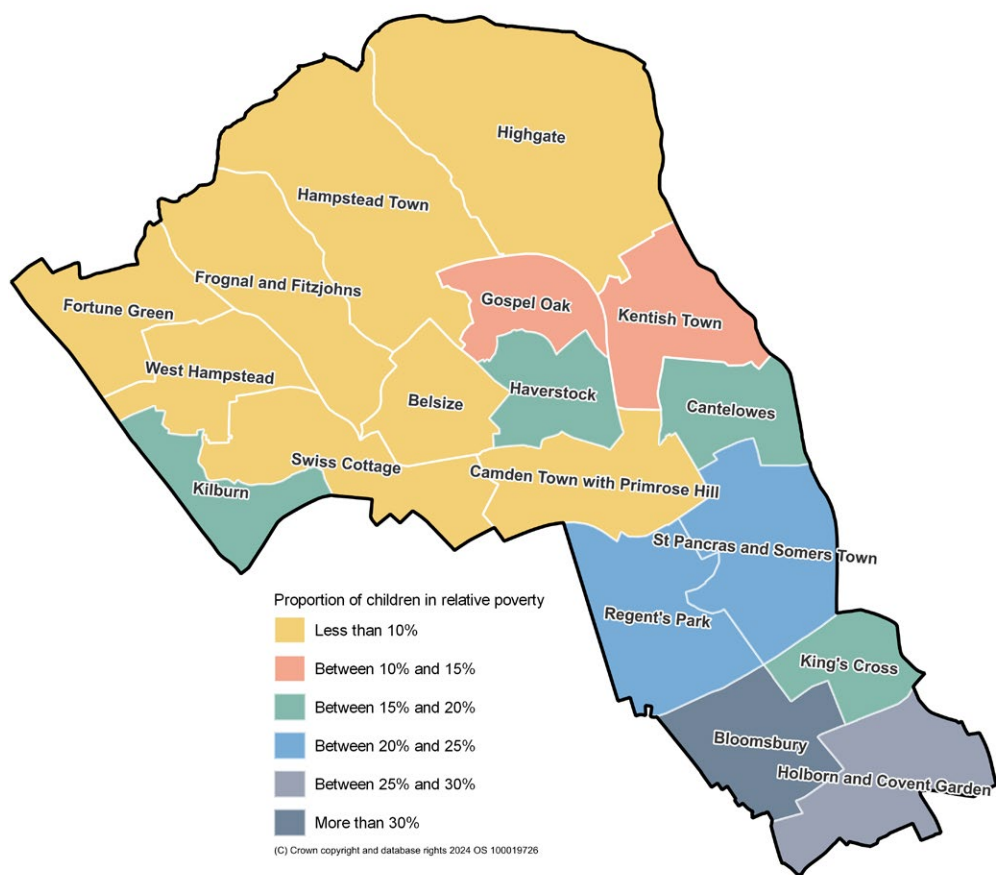 Highgate
Hampstead Town
Frognal and Fitzjohns
Gospel Oak
Fortune Green
Kentish Town
West Hampstead
Haverstock
Belsize
Cantelowes
Swiss Cottage
Camden Town with Primrose Hill
Kilburn
St Pancras and Somers Town
Regent's Park
King's Cross
Bloomsbury
Holborn and Covent Garden
Proportion of children in relative poverty
Less than 10%
Between 10% and 15%
Between 15% and 20%
Between 20% and 25%
Between 25% and 30%
More than 30%
(C) Crown copyright and database rights 2024 OS 100019726